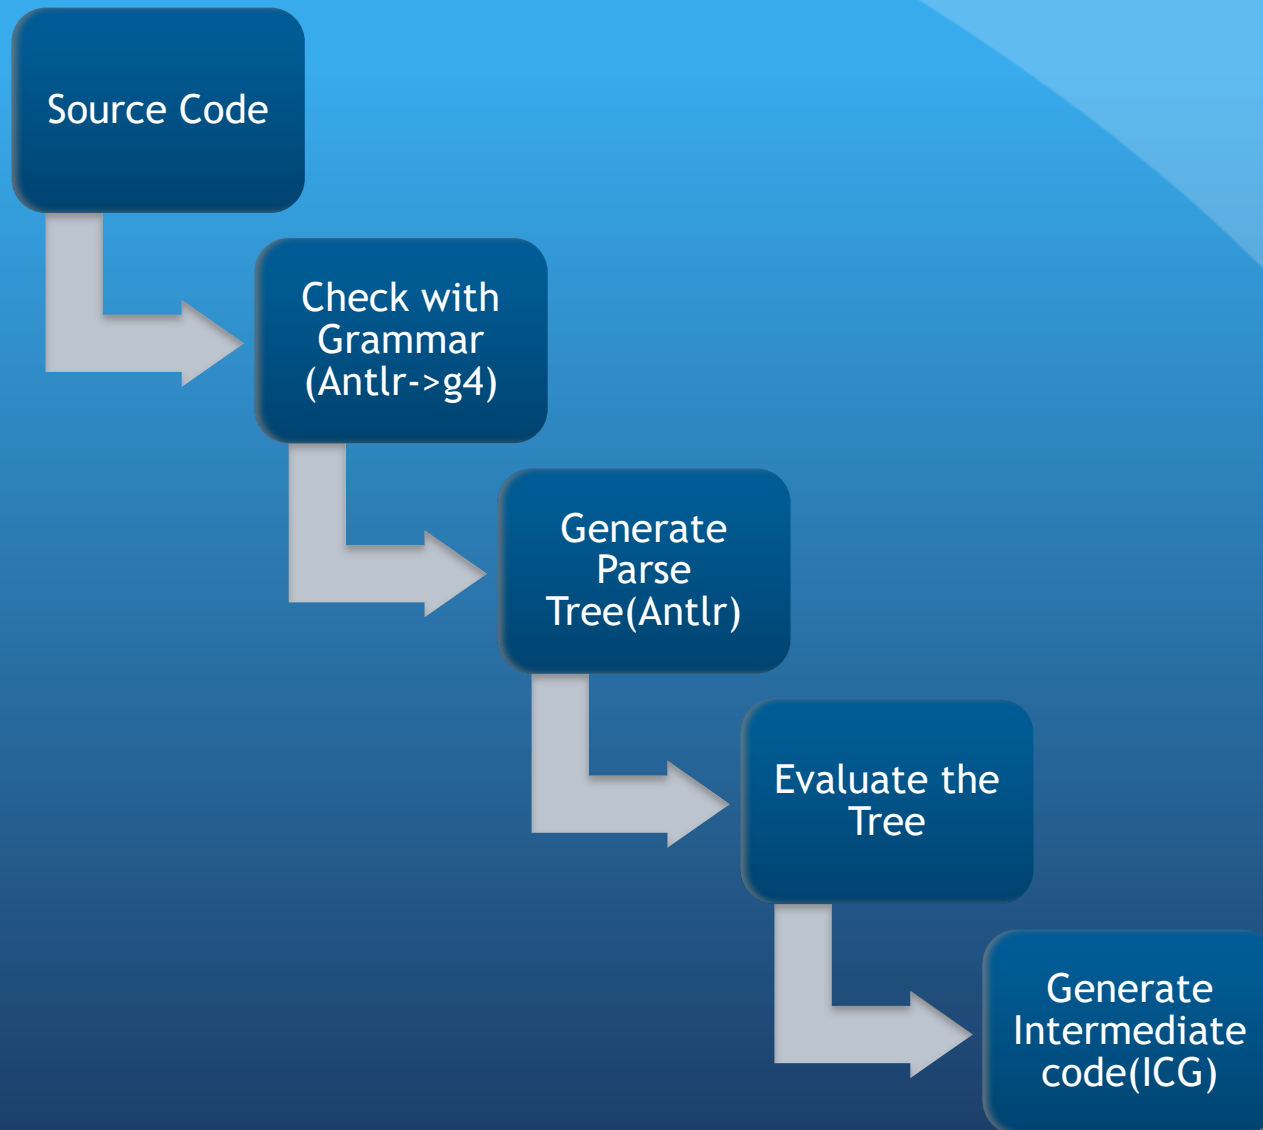 Source Code
Check with
Grammar
(Antlr->g4)
Generate
Parse
Tree(Antlr)
Evaluate the
Tree
Generate
Intermediate
code(ICG)